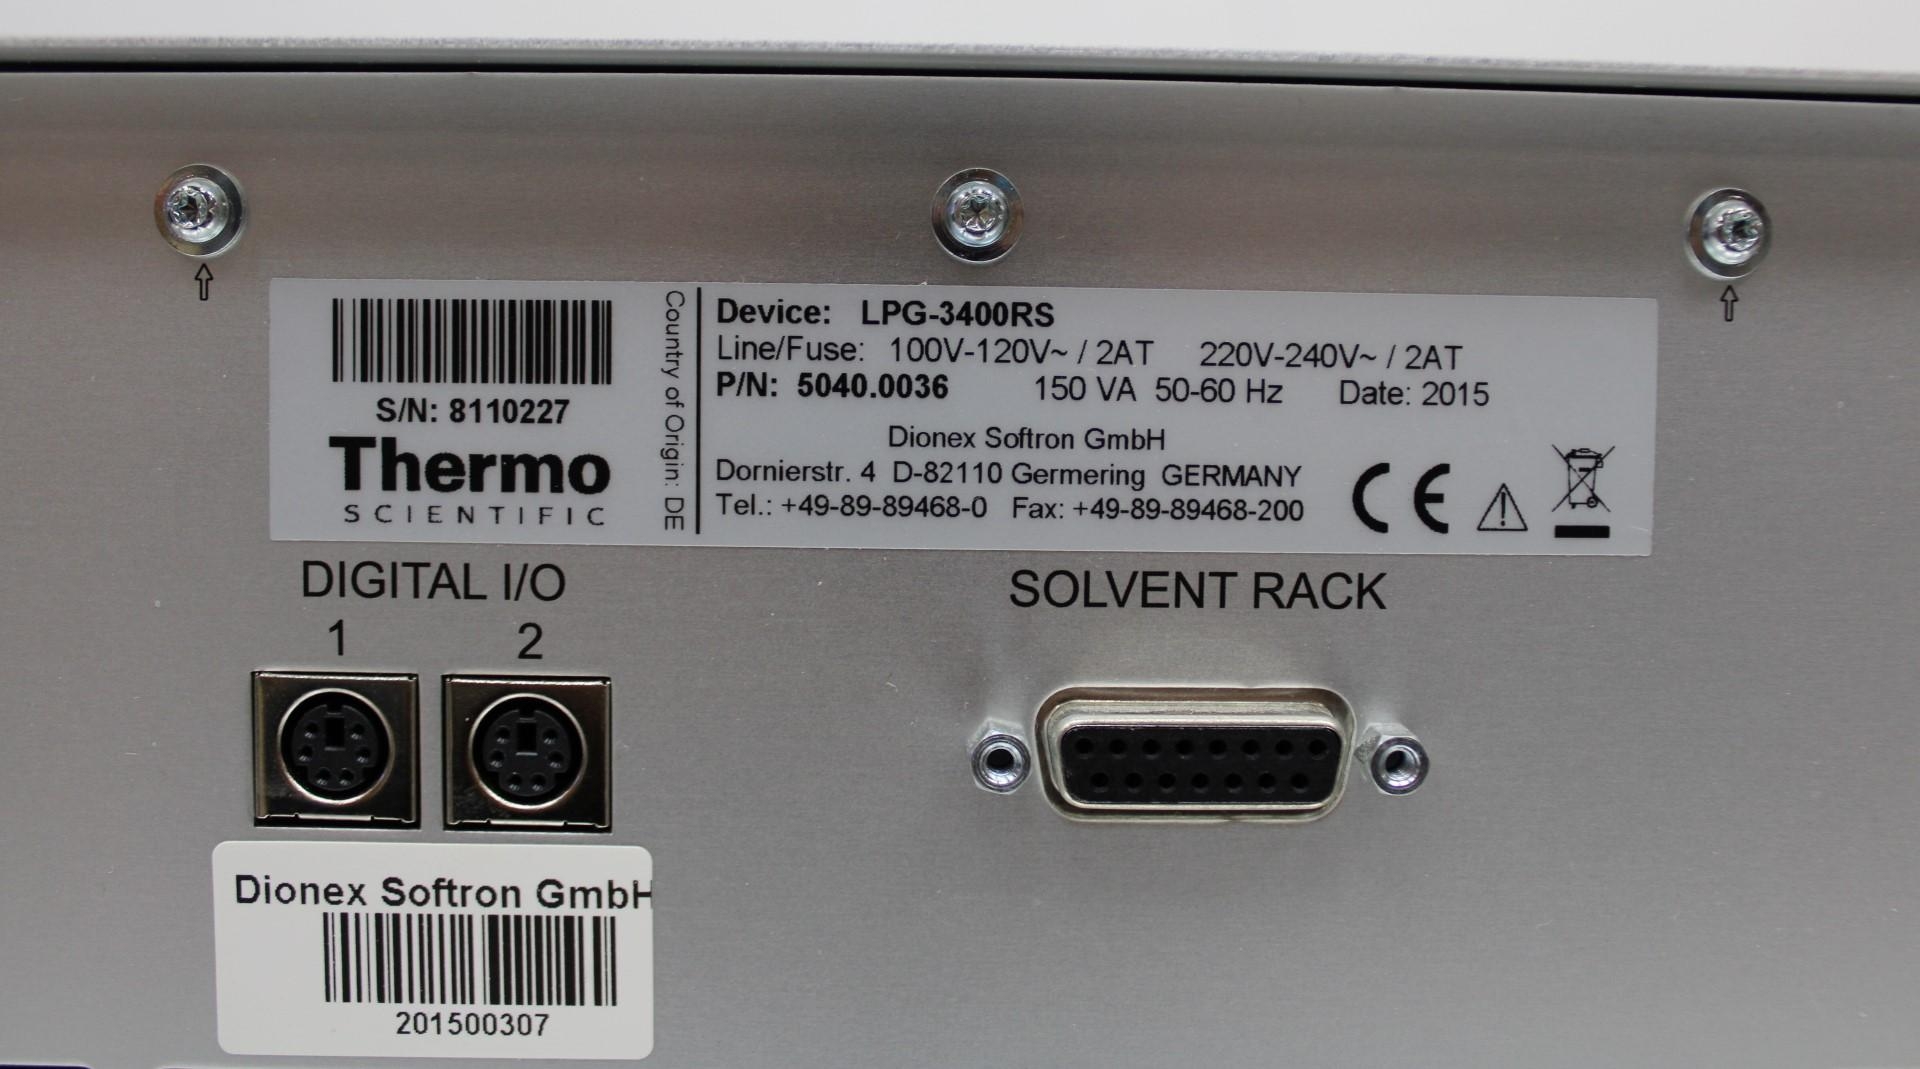 S/N: 8110227
Thermo
SCIENTIFIC
Country of Origin: DE
Device: LPG-3400RS
Line/Fuse: 100V-120V~ / 2AT 220V-240V~ / 2AT
P/N: 5040.0036 150 VA 50-60 Hz Date: 2015
Dionex Softron GmbH
Dornierstr. 4 D-82110 Germering GERMANY
Tel.: +49-89-89468-0 Fax: +49-89-89468-200
CE
DIGITAL I/O
1 2
SOLVENT RACK
Dionex Softron GmbH
201500307